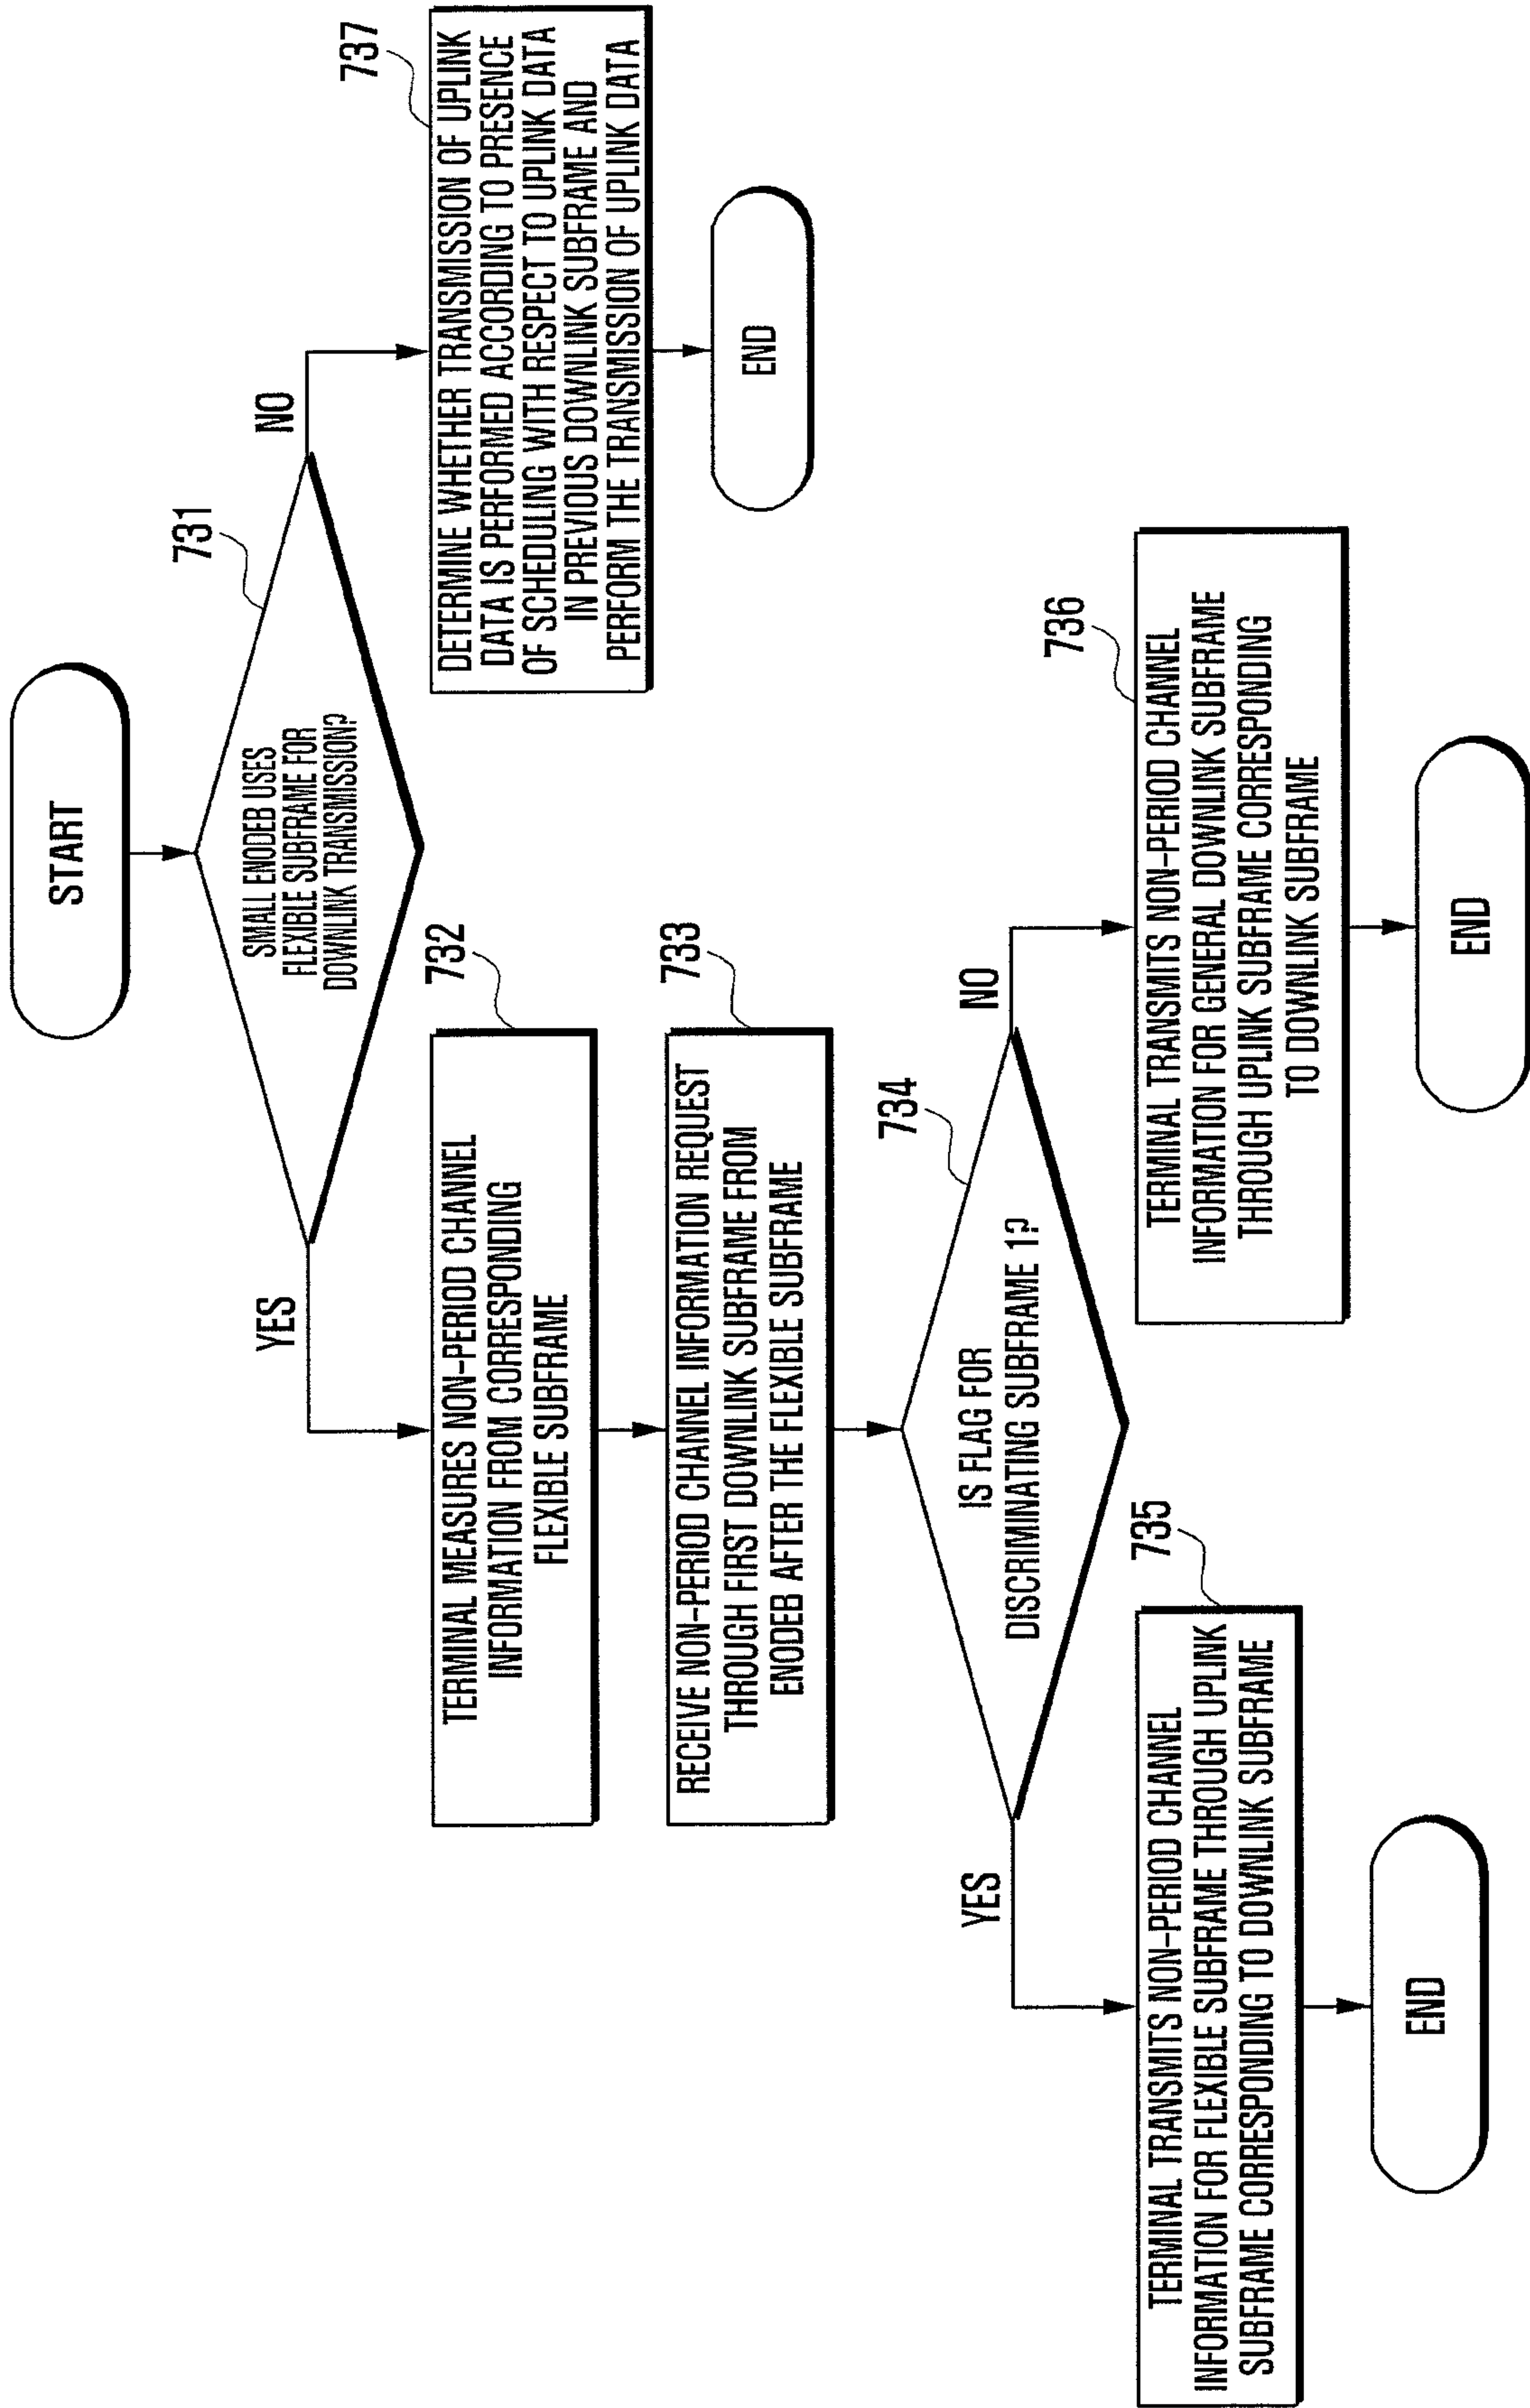 START
731
SMALL ENODEB USES
FLEXIBLE SUBFRAME FOR
DOWNLINK TRANSMISSION?
YES
NO
732
TERMINAL MEASURES NON-PERIOD CHANNEL
INFORMATION FROM CORRESPONDING
FLEXIBLE SUBFRAME
737
DETERMINE WHETHER TRANSMISSION OF UPLINK
DATA IS PERFORMED ACCORDING TO PRESENCE
OF SCHEDULING WITH RESPECT TO UPLINK DATA
IN PREVIOUS DOWNLINK SUBFRAME AND
PERFORM THE TRANSMISSION OF UPLINK DATA
END
733
RECEIVE NON-PERIOD CHANNEL INFORMATION REQUEST
THROUGH FIRST DOWNLINK SUBFRAME FROM
ENODEB AFTER THE FLEXIBLE SUBFRAME
734
IS FLAG FOR
DISCRIMINATING SUBFRAME 1?
YES
NO
735
TERMINAL TRANSMITS NON-PERIOD CHANNEL
INFORMATION FOR FLEXIBLE SUBFRAME THROUGH UPLINK
SUBFRAME CORRESPONDING TO DOWNLINK SUBFRAME
END
736
TERMINAL TRANSMITS NON-PERIOD CHANNEL
INFORMATION FOR GENERAL DOWNLINK SUBFRAME
THROUGH UPLINK SUBFRAME CORRESPONDING
TO DOWNLINK SUBFRAME
END